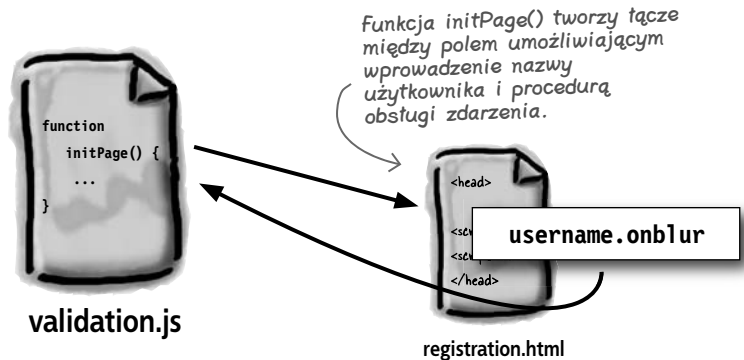 Funkcja initPage() tworzy łącze
między polem umożliwiającym
wprowadzenie nazwy
użytkownika i procedurą
obsługi zdarzenia.
function
initPage() {
...
}
validation.js
<head>
username.onblur
</head>
registration.html